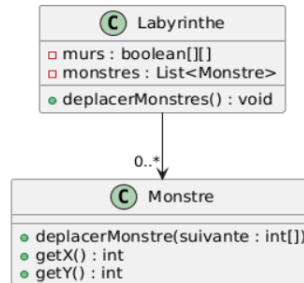 C Labyrinthe
murs : boolean[][]
monstres : List<Monstre>
deplacerMonstres() : void
0..*
C Monstre
deplacerMonstre(suivante : int[])
getX() : int
getY() : int